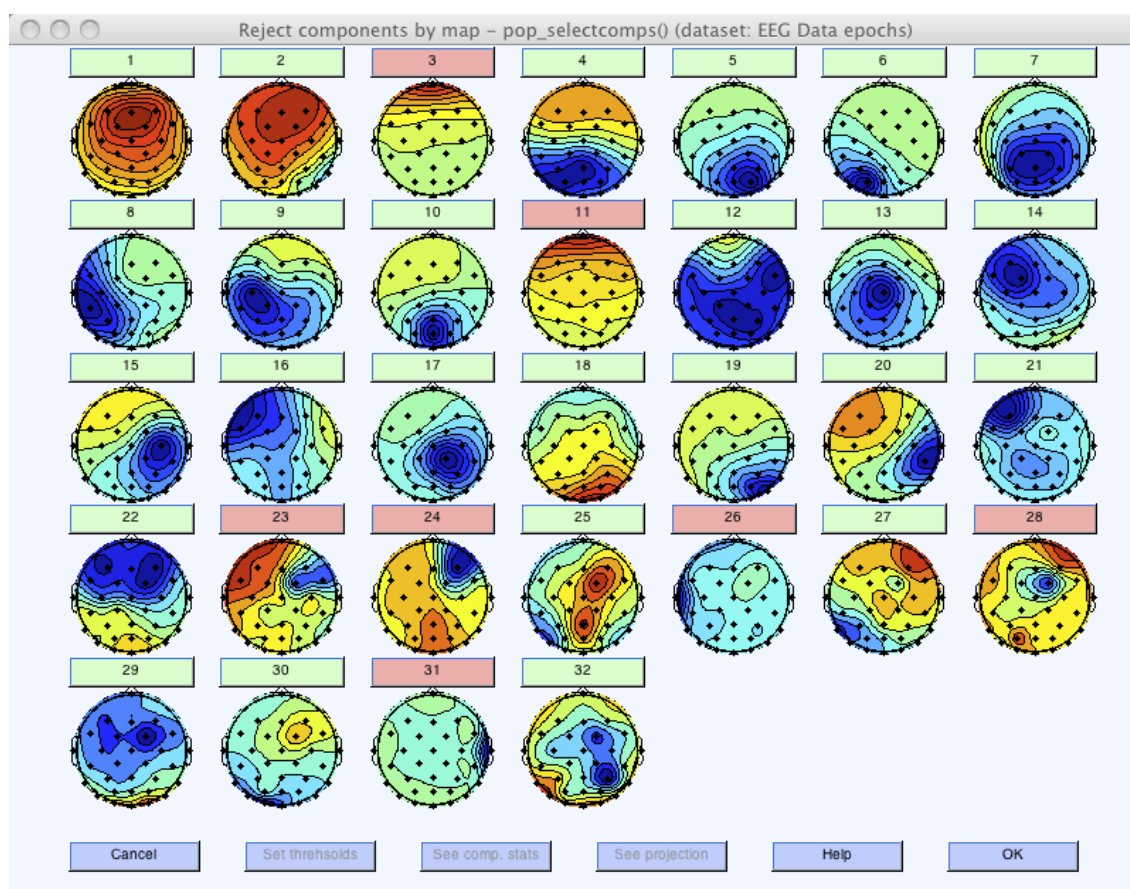 Reject components by map – pop_selectcomps() (dataset: EEG Data epochs)
1 2 3 4 5 6 7
8 9 10 11 12 13 14
15 16 17 18 19 20 21
22 23 24 25 26 27 28
29 30 31 32
Cancel Set threhsolds See comp. stats See projection Help OK